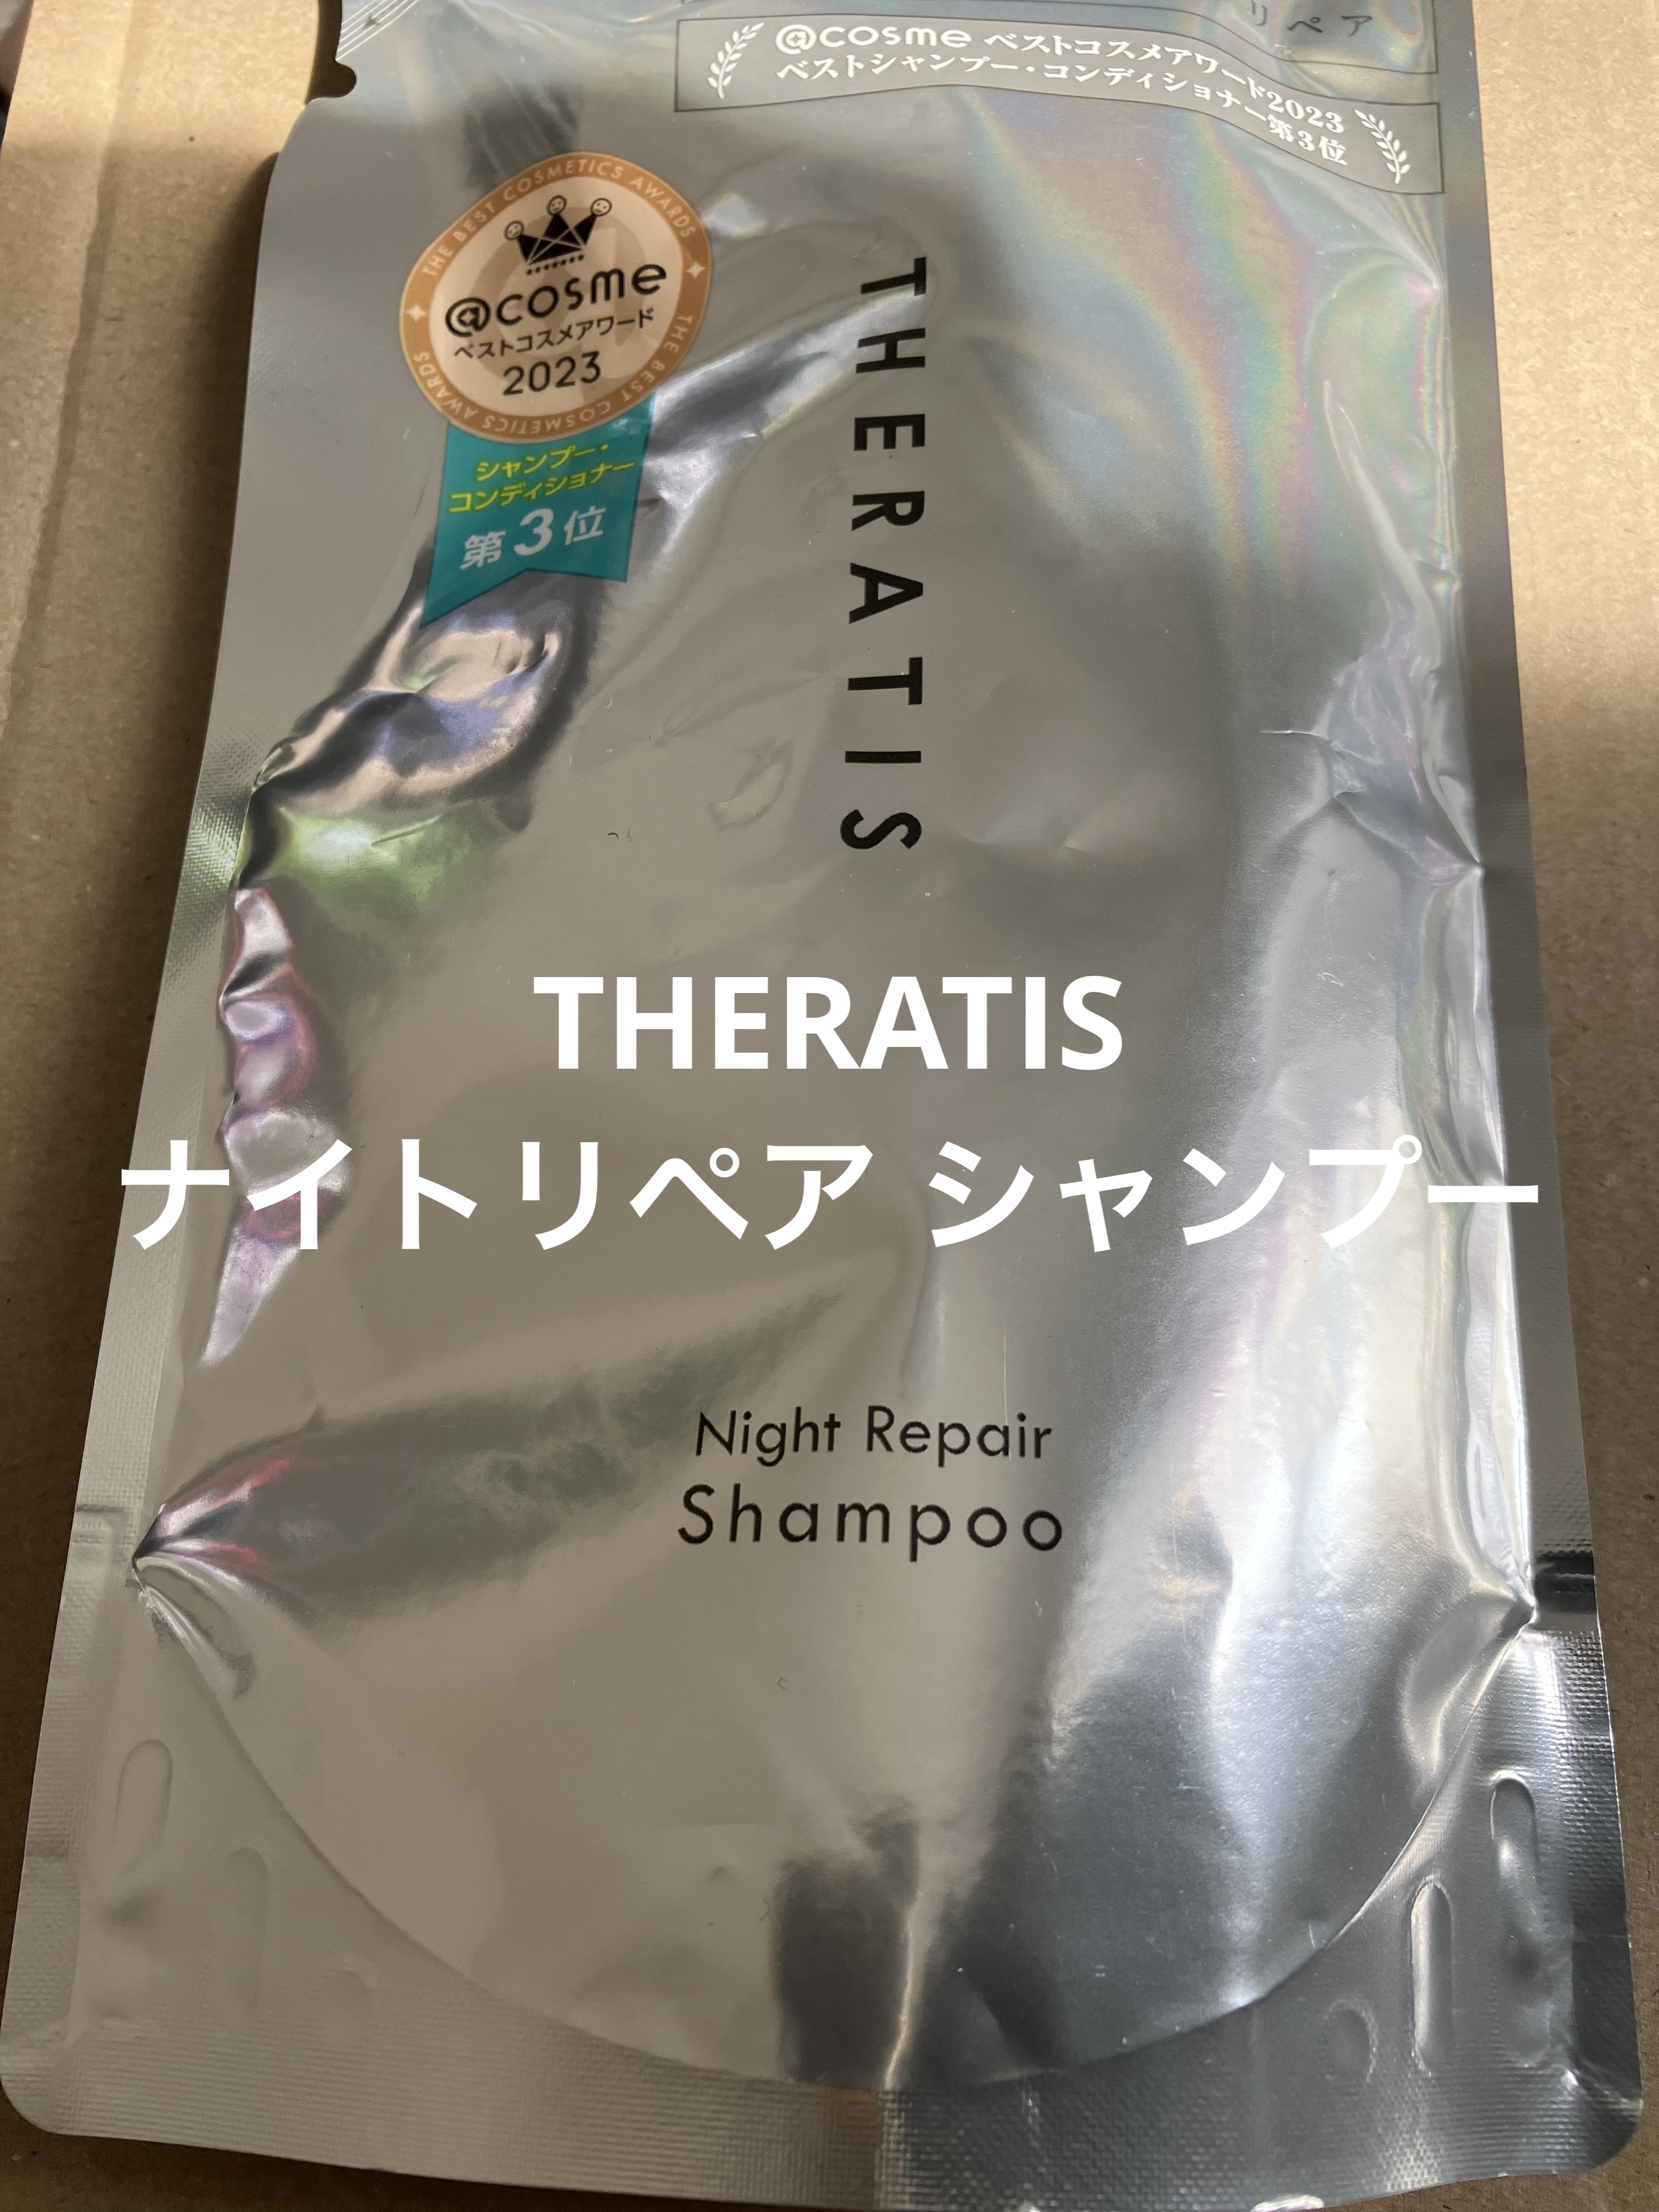 リペア
@cosme ベストコスメアワード2023
ベストシャンプー・コンディショナー第3位
THE BEST COSMETICS AWARDS
@cosme
ベストコスメアワード
2023
THE BEST COSMETICS AWARDS
シャンプー・
コンディショナー
第3位
THERATIS
THERATIS
ナイトリペア シャンプー
Night Repair
Shampoo